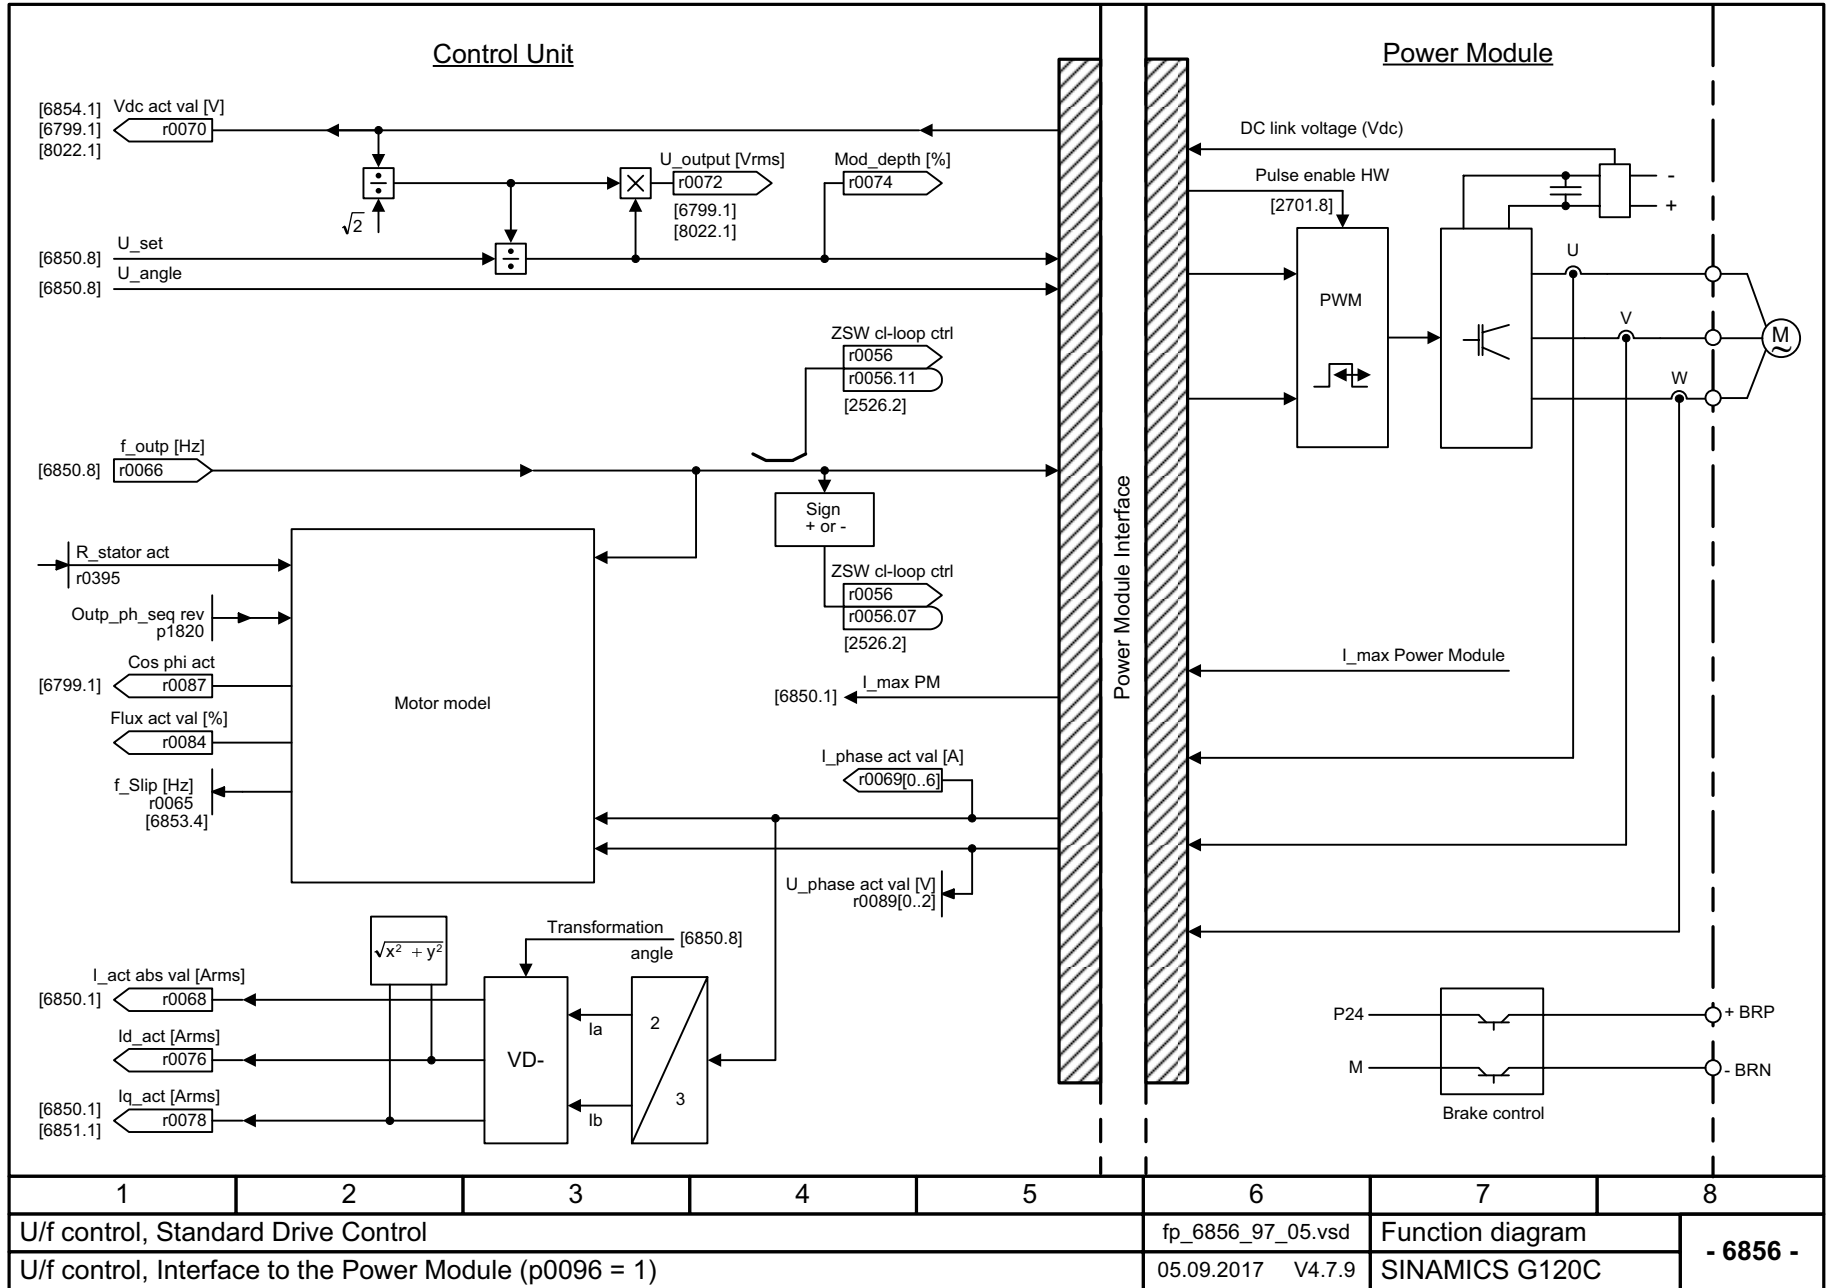 Control Unit
Power Module
[6854.1]
[6799.1]
[8022.1]
Vdc act val [V]
r0070
÷
√2
×
U_output [Vrms]
r0072
[6799.1]
[8022.1]
Mod_depth [%]
r0074
U_set
[6850.8]
÷
U_angle
[6850.8]
ZSW cl-loop ctrl
r0056
r0056.11
[2526.2]
f_outp [Hz]
[6850.8]
r0066
Sign
+ or -
ZSW cl-loop ctrl
r0056
r0056.07
[2526.2]
R_stator act
r0395
Outp_ph_seq rev
p1820
Cos phi act
[6799.1]
r0087
Flux act val [%]
r0084
f_Slip [Hz]
r0065
[6853.4]
Motor model
I_max PM
[6850.1]
I_phase act val [A]
r0069[0..6]
U_phase act val [V]
r0089[0..2]
√x² + y²
Transformation
angle
[6850.8]
I_act abs val [Arms]
[6850.1]
r0068
Id_act [Arms]
r0076
Iq_act [Arms]
[6850.1]
[6851.1]
r0078
VD-
Ia
Ib
2
3
Power Module Interface
DC link voltage (Vdc)
Pulse enable HW
[2701.8]
-
+
PWM
U
V
W
M
~
I_max Power Module
P24
M
+ BRP
- BRN
Brake control
1 2 3 4 5 6 7 8
U/f control, Standard Drive Control
fp_6856_97_05.vsd
Function diagram
- 6856 -
U/f control, Interface to the Power Module (p0096 = 1)
05.09.2017 V4.7.9
SINAMICS G120C